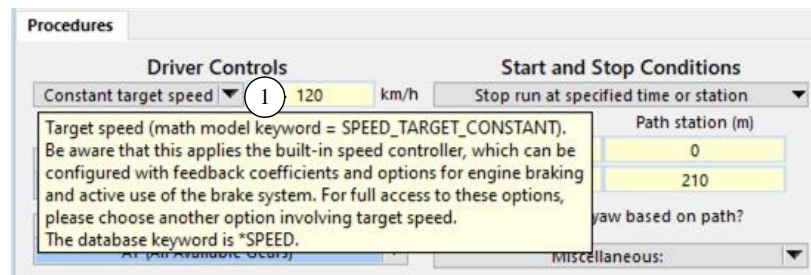 Procedures
Driver Controls
Start and Stop Conditions
Constant target speed
1
120
km/h
Stop run at specified time or station
Target speed (math model keyword = SPEED_TARGET_CONSTANT).
Be aware that this applies the built-in speed controller, which can be
configured with feedback coefficients and options for engine braking
and active use of the brake system. For full access to these options,
please choose another option involving target speed.
The database keyword is *SPEED.
Path station (m)
0
210
yaw based on path?
Miscellaneous: